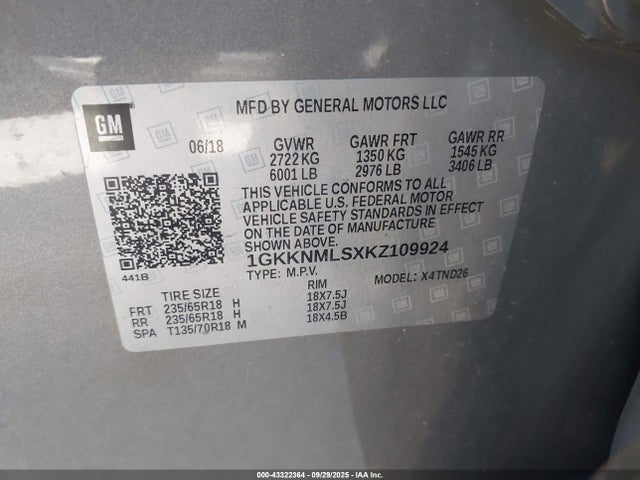 GM
MFD BY GENERAL MOTORS LLC
06/18 GVWR GAWR FRT GAWR RR
2722 KG 1350 KG 1545 KG
6001 LB 2976 LB 3406 LB
THIS VEHICLE CONFORMS TO ALL
APPLICABLE U.S. FEDERAL MOTOR
VEHICLE SAFETY STANDARDS IN EFFECT
ON THE DATE OF MANUFACTURE
SHOWN ABOVE.
1GKKNMLSXKZ109924
441B TYPE: M.P.V. MODEL: X4TND26
TIRE SIZE RIM
FRT 235/65R18 H 18X7.5J
RR 235/65R18 H 18X7.5J
SPA T135/70R18 M 18X4.5B
000-43322364 - 09/29/2025 - IAA Inc.